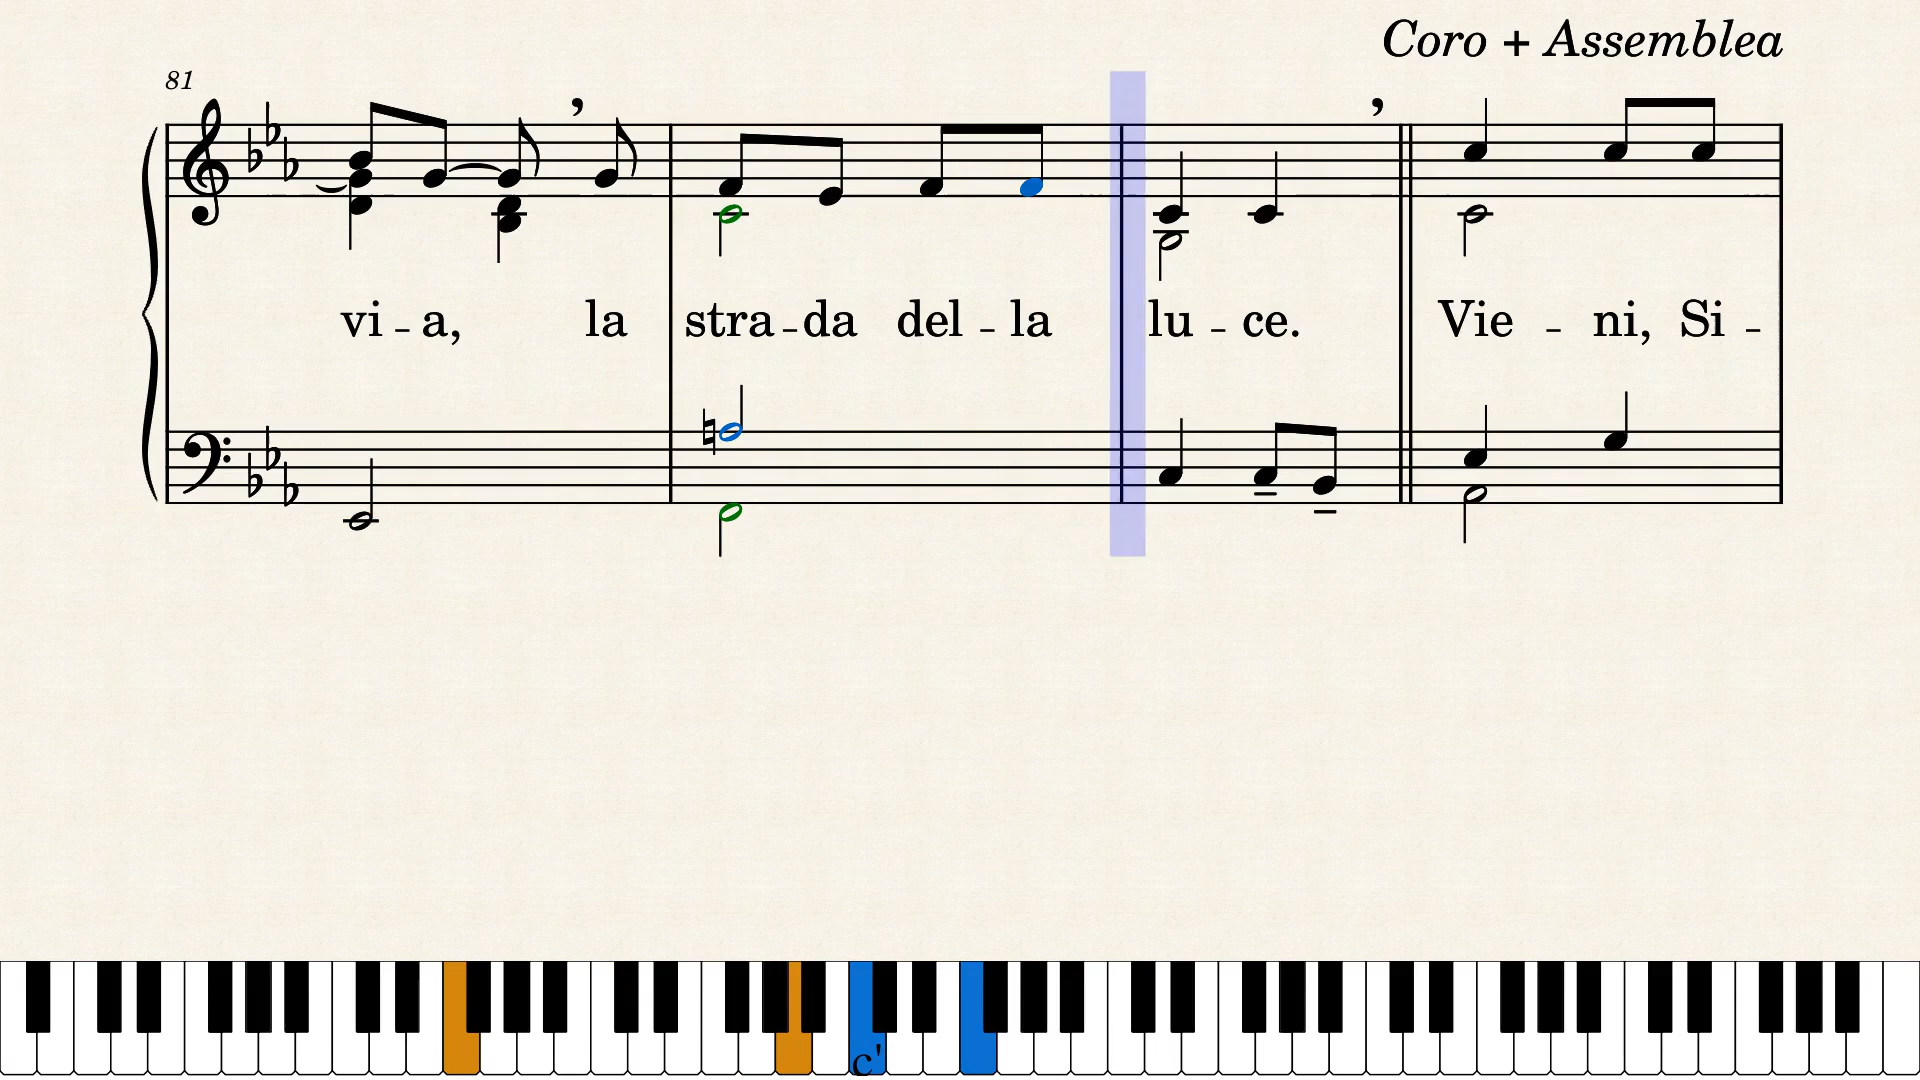 Coro + Assemblea
81
vi - a, la stra - da del - la lu - ce. Vie - ni, Si -
c'